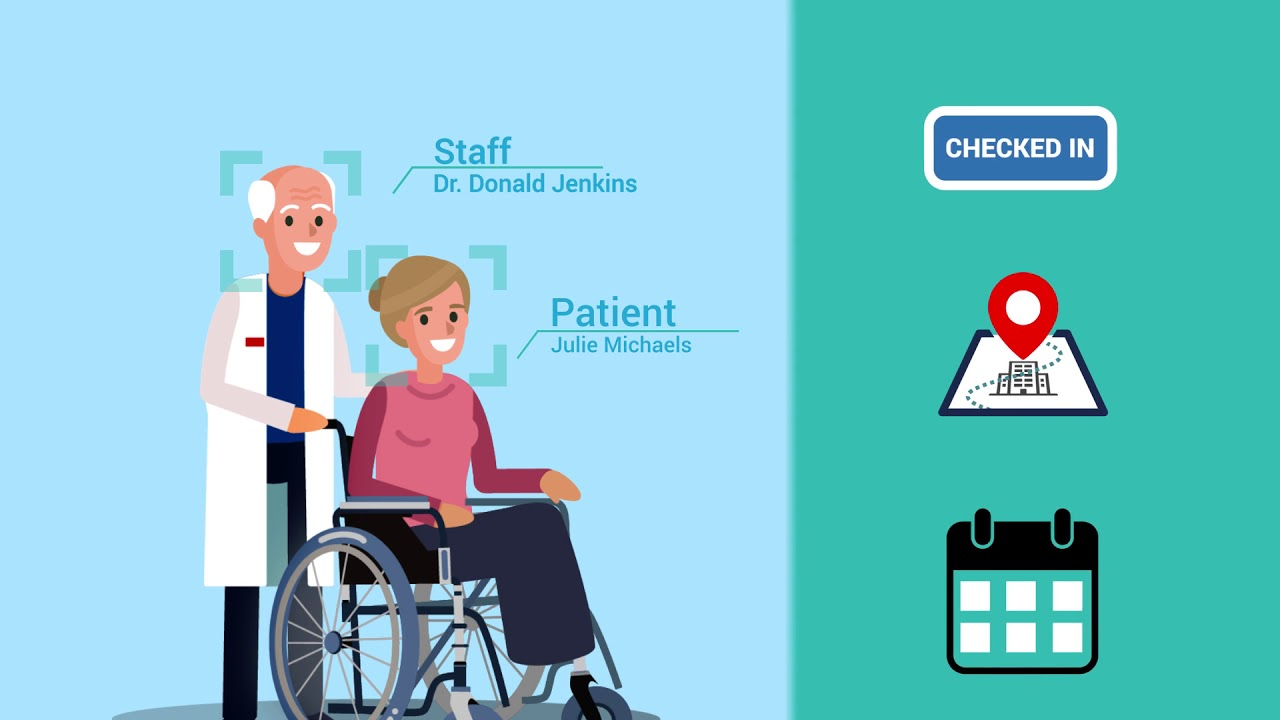 Staff
Dr. Donald Jenkins
Patient
Julie Michaels
CHECKED IN